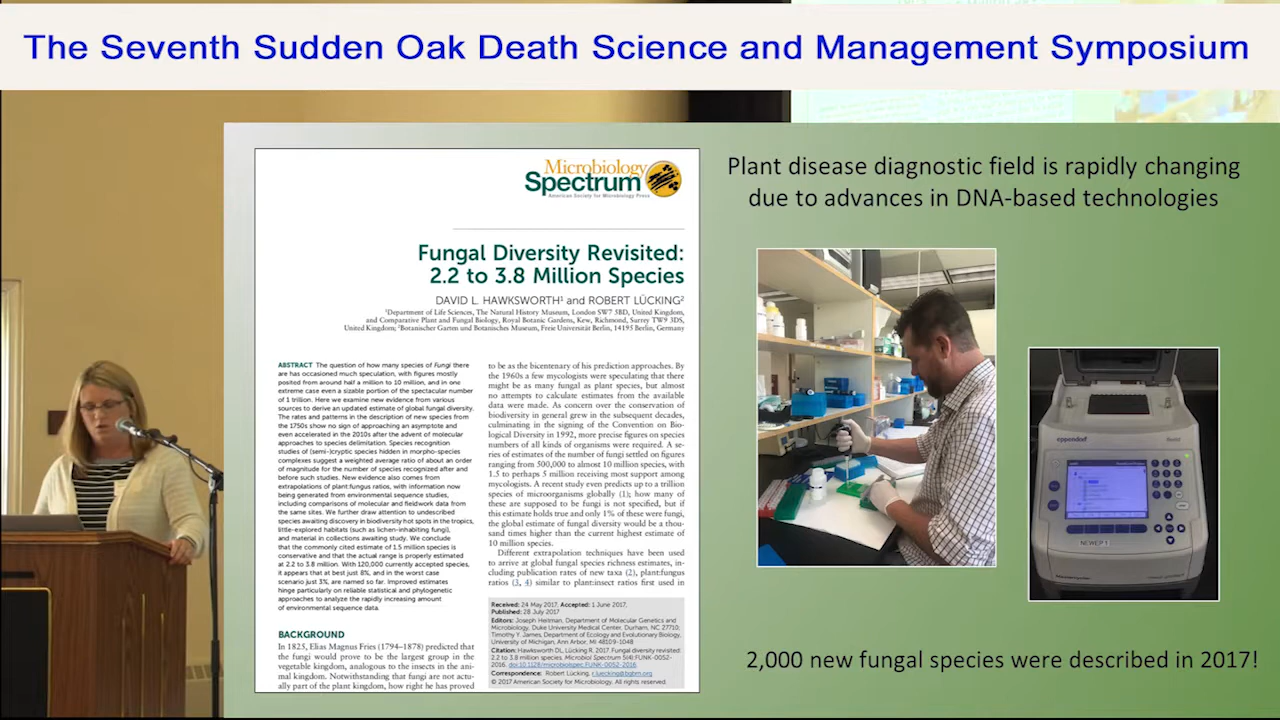 The Seventh Sudden Oak Death Science and Management Symposium
Microbiology
Spectrum
American Society for Microbiology Press
Fungal Diversity Revisited:
2.2 to 3.8 Million Species
DAVID L. HAWKSWORTH¹ and ROBERT LÜCKING²
¹Department of Life Sciences, The Natural History Museum, London SW7 5BD, United Kingdom,
and Comparative Plant and Fungal Biology, Royal Botanic Gardens, Kew, Richmond, Surrey TW9 3DS,
United Kingdom; ²Botanischer Garten und Botanisches Museum, Freie Universität Berlin, 14195 Berlin, Germany
ABSTRACT The question of how many species of Fungi there
are has occasioned much speculation, with figures mostly
posited from around half a million to 10 million, and in one
extreme case even a sizable portion of the spectacular number
of 1 trillion. Here we examine new evidence from various
sources to derive an updated estimate of global fungal diversity.
The rates and patterns in the description of new species from
the 1750s show no sign of approaching an asymptote and
even accelerated in the 2010s after the advent of molecular
approaches to species delimitation. Species recognition
studies of (semi-)cryptic species hidden in morpho-species
complexes suggest a weighted average ratio of about an order
of magnitude for the number of species recognized after and
before such studies. New evidence also comes from
extrapolations of plant:fungus ratios, with information now
being generated from environmental sequence studies,
including comparisons of molecular and fieldwork data from
the same sites. We further draw attention to undescribed
species awaiting discovery in biodiversity hot spots in the tropics,
little-explored habitats (such as lichen-inhabiting fungi),
and material in collections awaiting study. We conclude
that the commonly cited estimate of 1.5 million species is
conservative and that the actual range is properly estimated
at 2.2 to 3.8 million. With 120,000 currently accepted species,
it appears that at best just 8%, and in the worst case
scenario just 3%, are named so far. Improved estimates
hinge particularly on reliable statistical and phylogenetic
approaches to analyze the rapidly increasing amount
of environmental sequence data.
BACKGROUND
In 1825, Elias Magnus Fries (1794–1878) predicted that
the fungi would prove to be the largest group in the
vegetable kingdom, analogous to the insects in the ani-
mal kingdom. Notwithstanding that fungi are not actu-
ally part of the plant kingdom, how right he has proved
to be as the bicentenary of his prediction approaches. By
the 1960s a few mycologists were speculating that there
might be as many fungal as plant species, but almost
no attempts to calculate estimates from the available
data were made. As concern over the conservation of
biodiversity in general grew in the subsequent decades,
culminating in the signing of the Convention on Bio-
logical Diversity in 1992, more precise figures on species
numbers of all kinds of organisms were required. A se-
ries of estimates of the number of fungi settled on figures
ranging from 500,000 to almost 10 million species, with
1.5 to perhaps 5 million receiving most support among
mycologists. A recent study even predicts up to a trillion
species of microorganisms globally (1); how many of
these are supposed to be fungi is not specified, but if
this estimate holds true and only 1% of these were fungi,
the global estimate of fungal diversity would be a thou-
sand times higher than the current highest estimate of
10 million species.
Different extrapolation techniques have been used
to arrive at global fungal species richness estimates, in-
cluding publication rates of new taxa (2), plant:fungus
ratios (3, 4) similar to plant:insect ratios first used in
Received: 24 May 2017, Accepted: 1 June 2017,
Published: 28 July 2017
Editors: Joseph Heitman, Department of Molecular Genetics and
Microbiology, Duke University Medical Center, Durham, NC 27710;
Timothy Y. James, Department of Ecology and Evolutionary Biology,
University of Michigan, Ann Arbor, MI 48109-1048
Citation: Hawksworth DL, Lücking R. 2017. Fungal diversity revisited:
2.2 to 3.8 million species. Microbiol Spectrum 5(4):FUNK-0052-
2016. doi:10.1128/microbiolspec.FUNK-0052-2016.
Correspondence: Robert Lücking, r.luecking@bgbm.org
© 2017 American Society for Microbiology. All rights reserved.
Plant disease diagnostic field is rapidly changing
due to advances in DNA-based technologies
eppendorf
2,000 new fungal species were described in 2017!